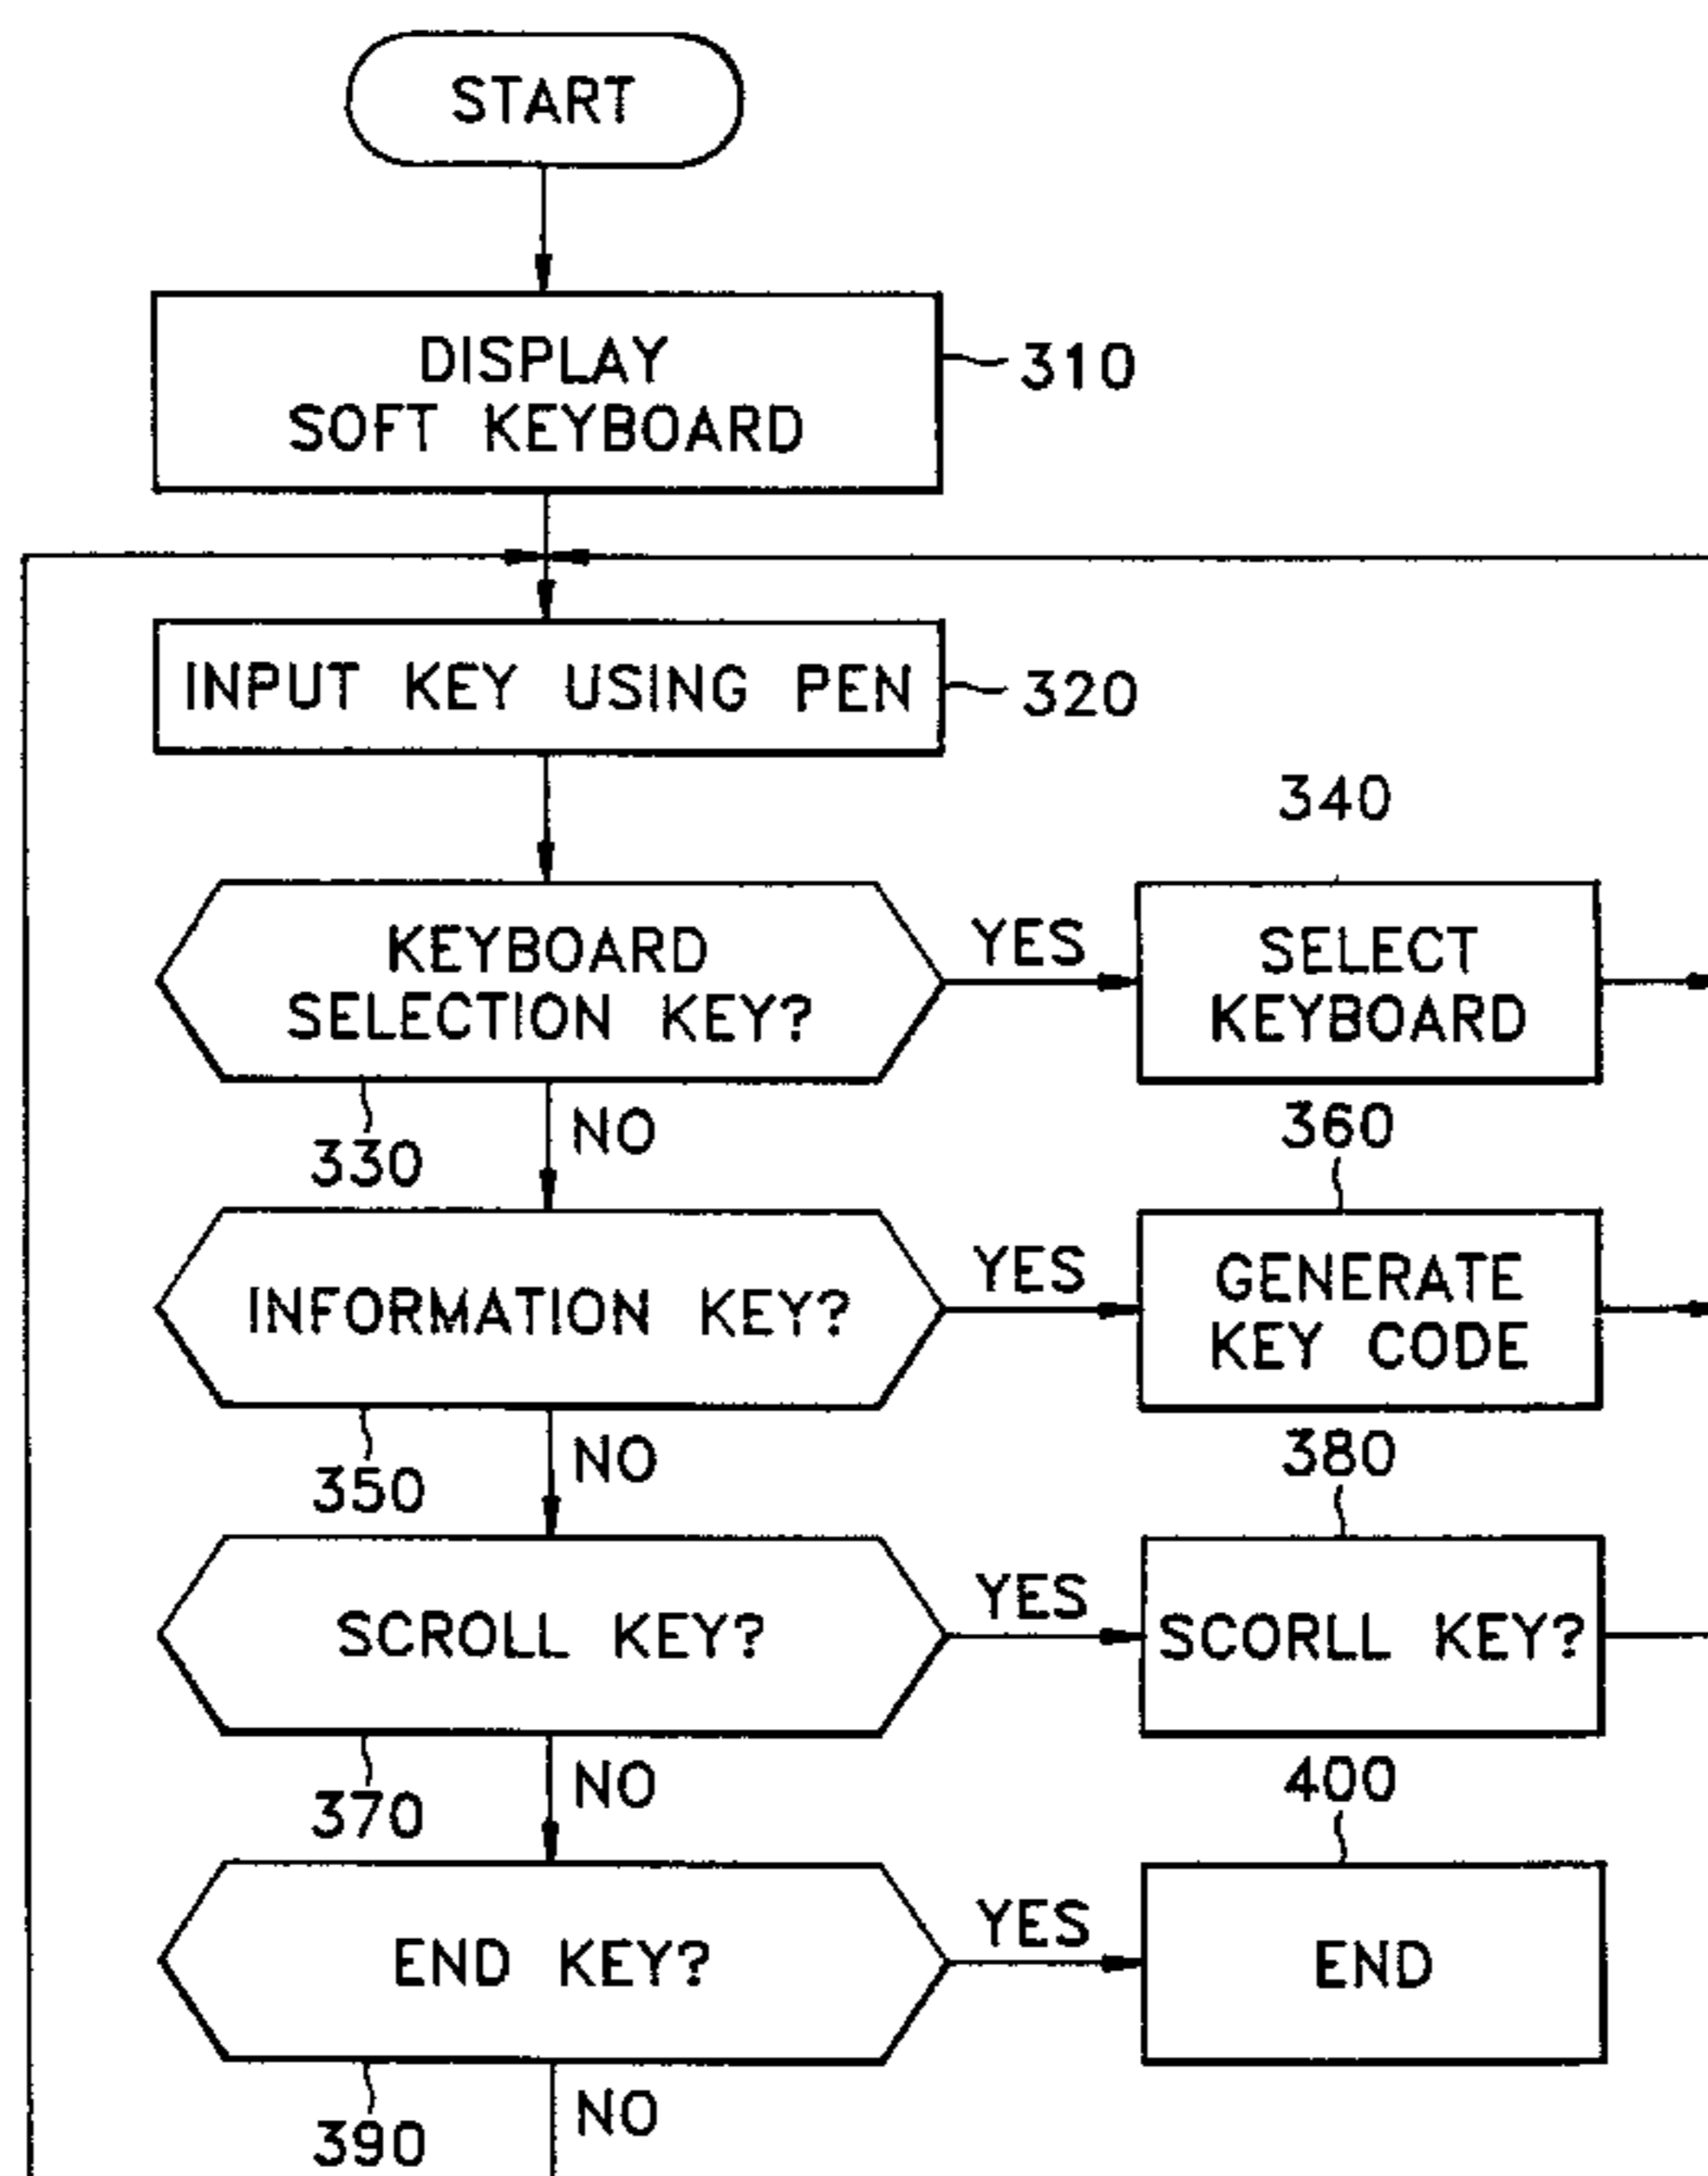 START
DISPLAY
SOFT KEYBOARD
310
INPUT KEY USING PEN
320
340
KEYBOARD
SELECTION KEY?
YES
SELECT
KEYBOARD
330
NO
360
INFORMATION KEY?
YES
GENERATE
KEY CODE
350
NO
380
SCROLL KEY?
YES
SCORLL KEY?
370
NO
400
END KEY?
YES
END
390
NO